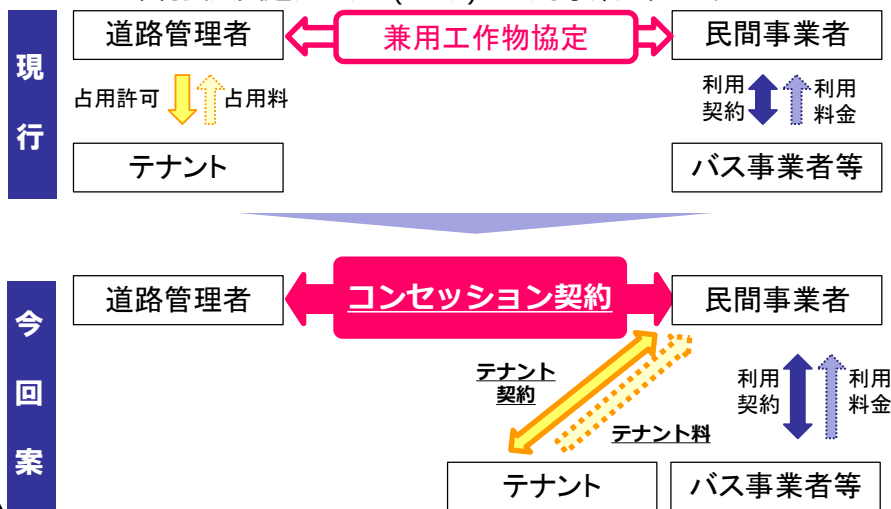 現行
道路管理者
兼用工作物協定
民間事業者
占用許可
占用料
利用
契約
利用
料金
テナント
バス事業者等
今回案
道路管理者
コンセッション契約
民間事業者
テナント
契約
テナント料
利用
契約
利用
料金
テナント
バス事業者等